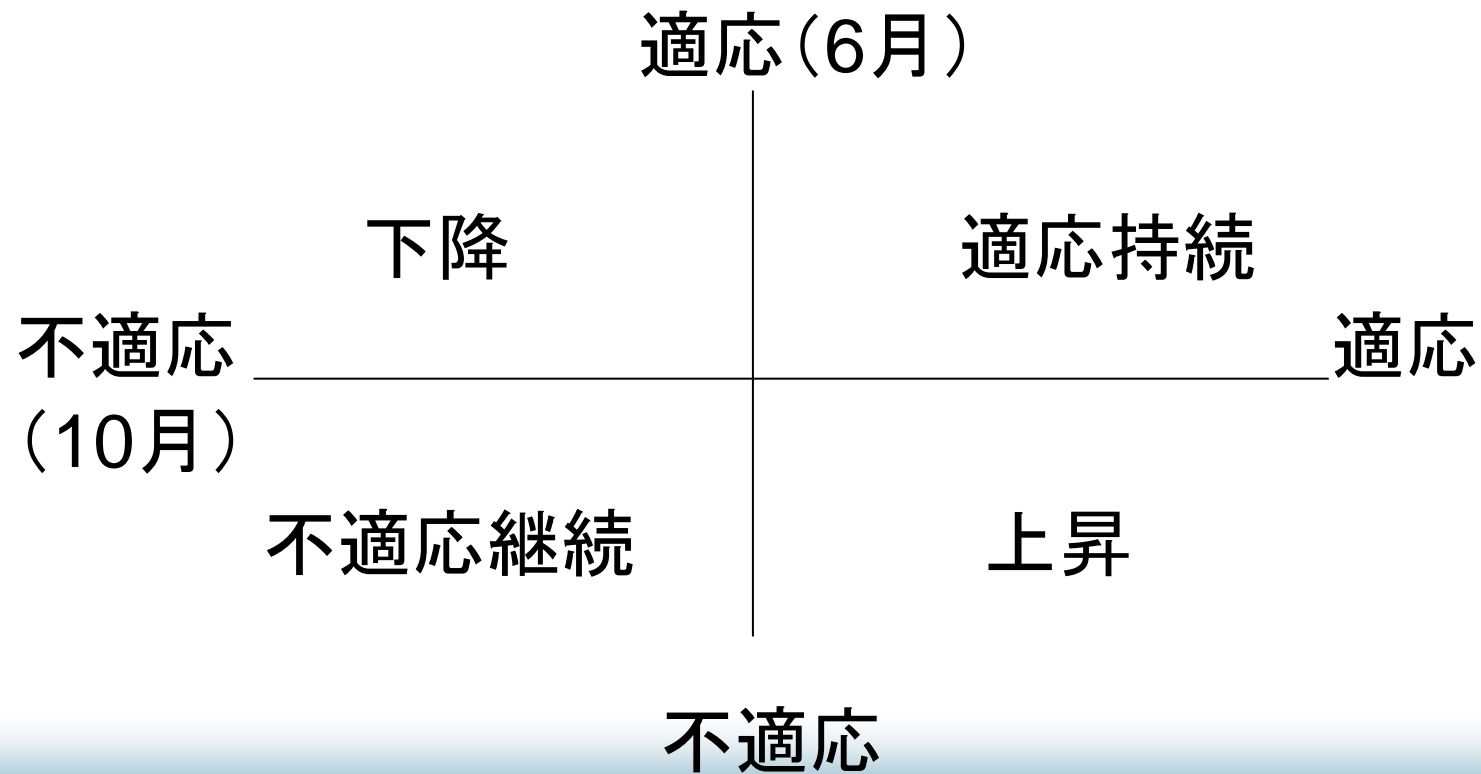 適応（6月）
下降
適応持続
不適応
（10月）
適応
不適応継続
上昇
不適応